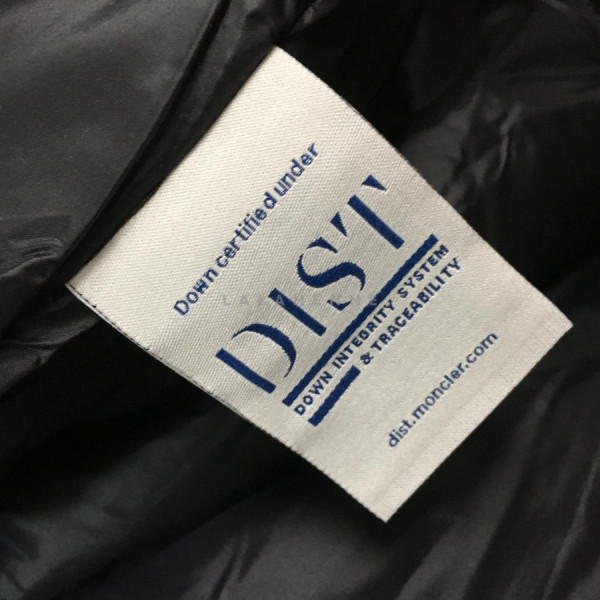 Down certified under
DIST
DOWN INTEGRITY SYSTEM
& TRACEABILITY
dist.moncler.com